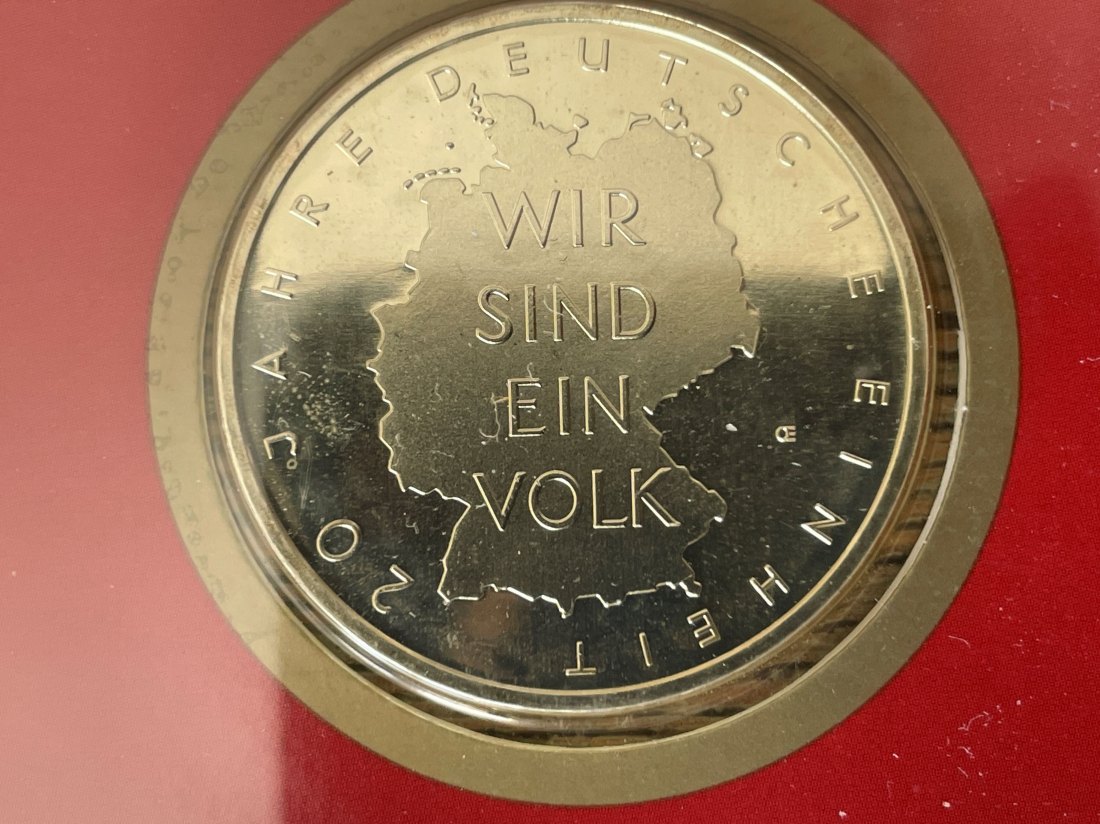 20 JAHRE DEUTSCHE EINHEIT
WIR
SIND
EIN
VOLK